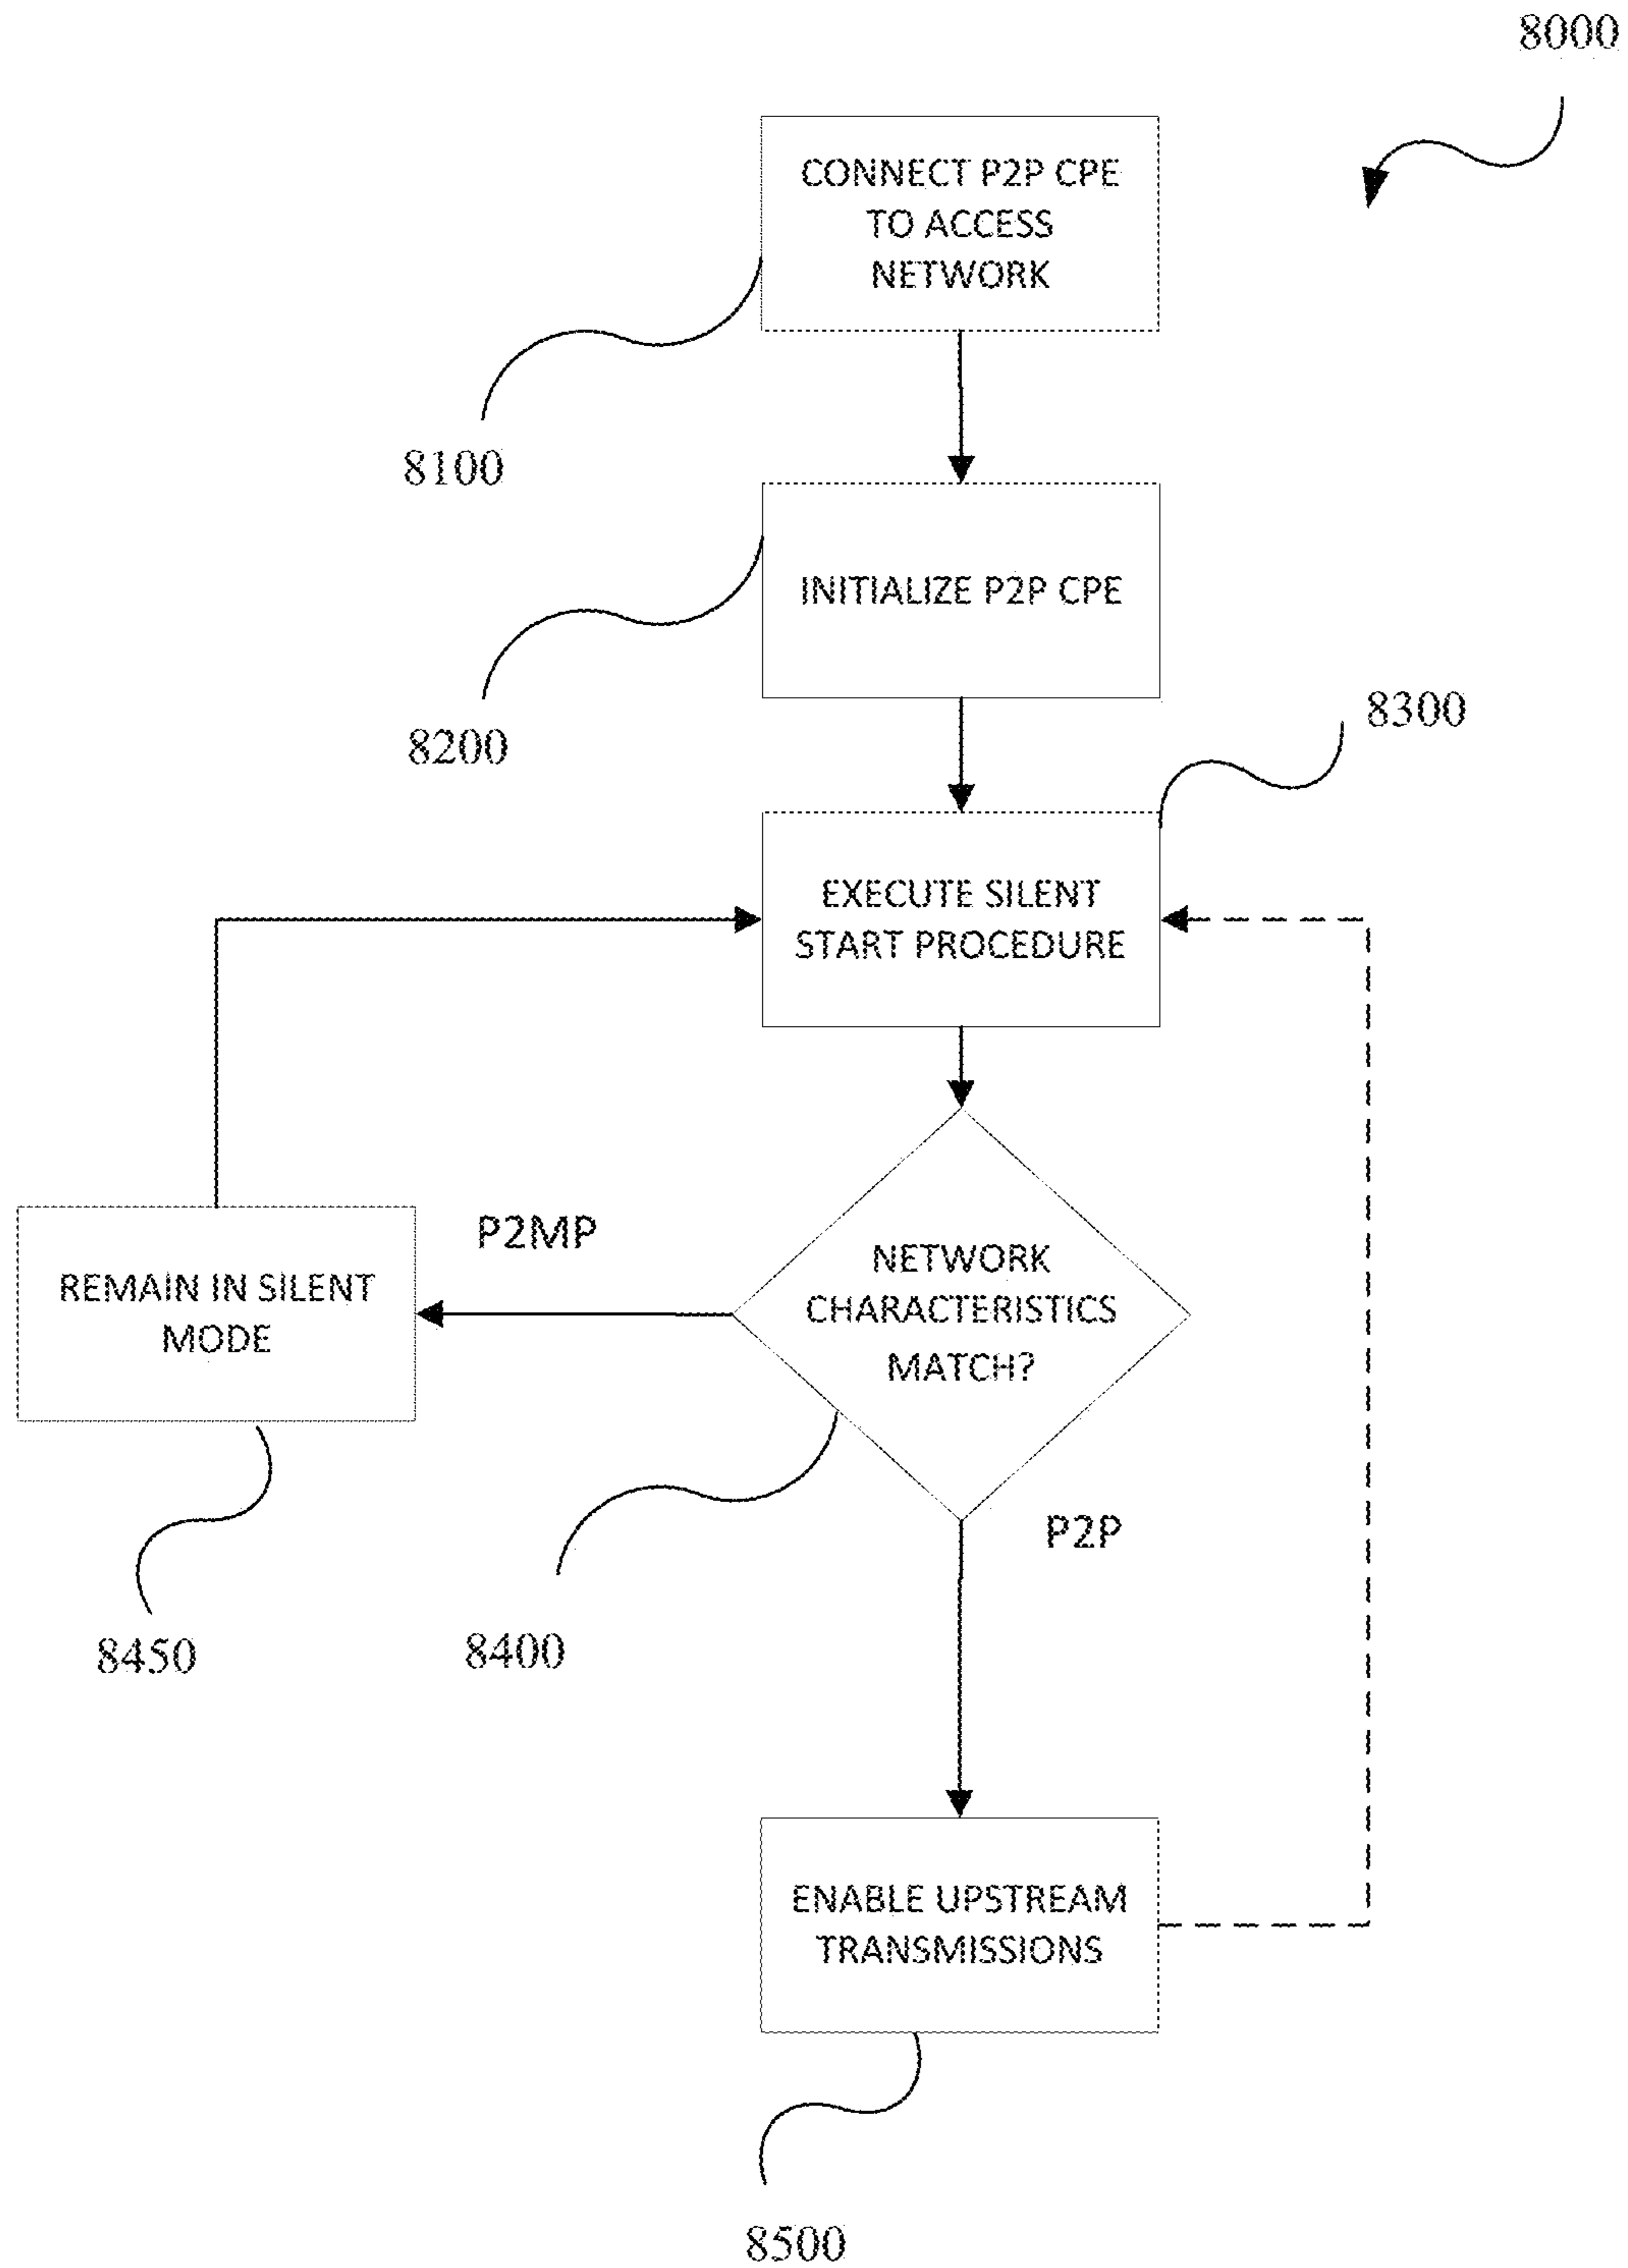 8000
CONNECT P2P CPE
TO ACCESS
NETWORK
8100
INITIALIZE P2P CPE
8200
8300
EXECUTE SILENT
START PROCEDURE
P2MP
REMAIN IN SILENT
MODE
NETWORK
CHARACTERISTICS
MATCH?
P2P
8450
8400
ENABLE UPSTREAM
TRANSMISSIONS
8500